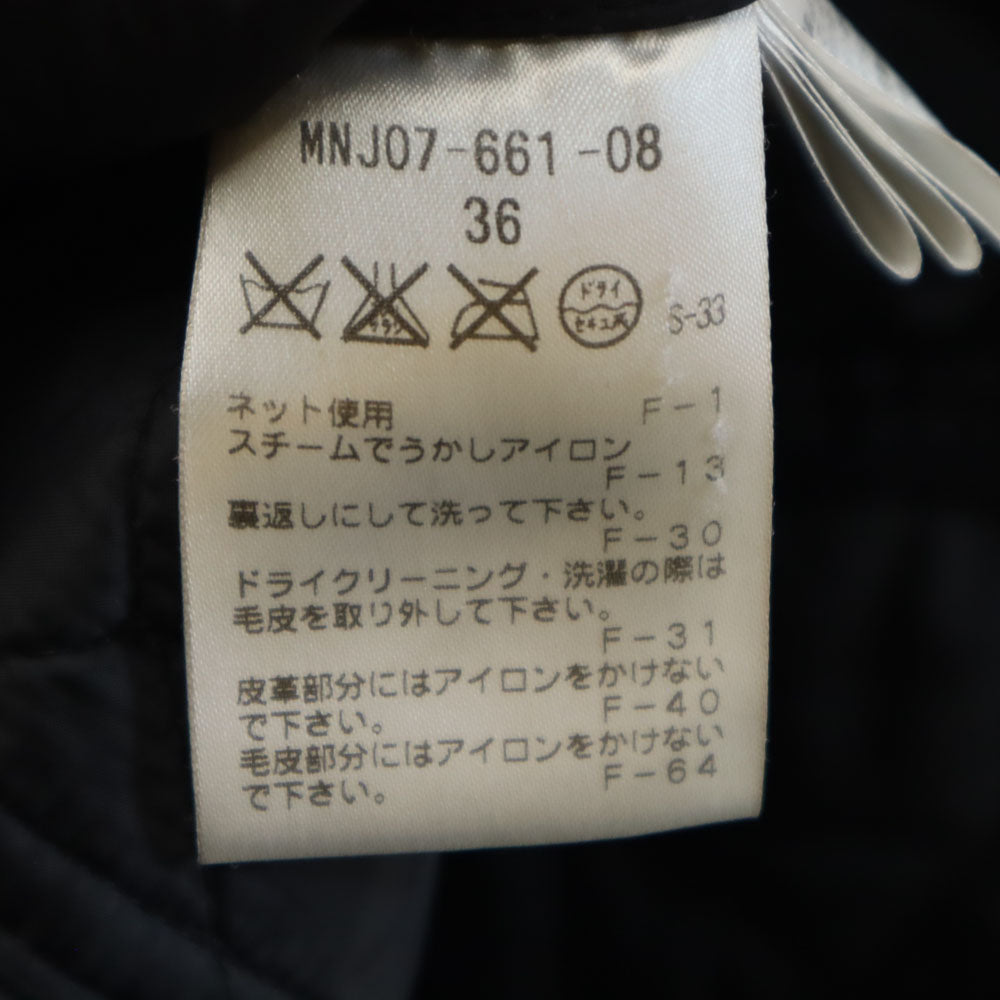 MNJ07-661-08
36
ドライ
セキユ系
S-33
ネット使用 F-1
スチームでうかしアイロン
F-13
裏返しにして洗って下さい。
F-30
ドライクリーニング・洗濯の際は
毛皮を取り外して下さい。
F-31
皮革部分にはアイロンをかけない
で下さい。 F-40
毛皮部分にはアイロンをかけない
で下さい。 F-64